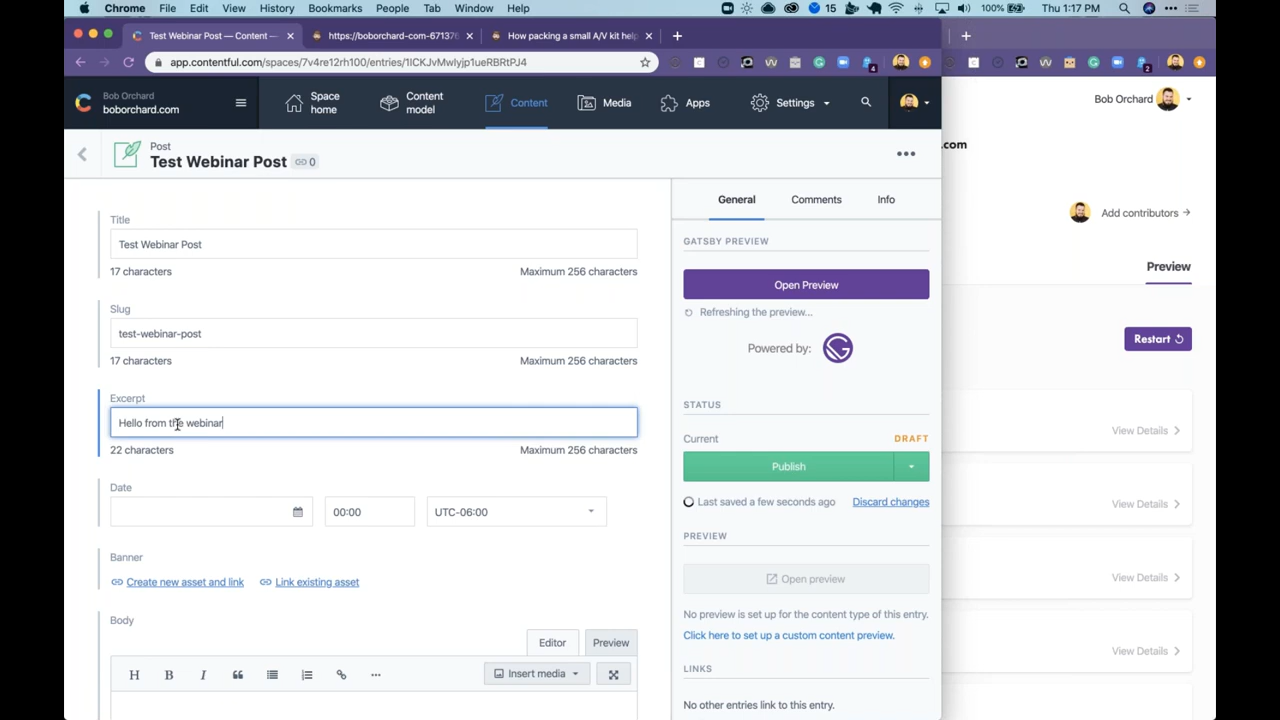 Chrome File Edit View History Bookmarks People Tab Window Help 15 100% Thu 1:17 PM
Test Webinar Post — Content — × https://boborchard-com-671376 × How packing a small A/V kit help × + +
app.contentful.com/spaces/7v4re12rh100/entries/1lCKJvMwIyjp1ueRBRtPJ4 4 2
Bob Orchard
boborchard.com
Space home
Content model
Content
Media
Apps
Settings
Bob Orchard
.com
Post
Test Webinar Post 0
Add contributors
General Comments Info
Preview
Title
Test Webinar Post
17 characters Maximum 256 characters
Slug
test-webinar-post
17 characters Maximum 256 characters
Excerpt
Hello from the webinar
22 characters Maximum 256 characters
Date
00:00 UTC-06:00
Banner
Create new asset and link Link existing asset
Body
Editor Preview
H B I Insert media
GATSBY PREVIEW
Open Preview
Refreshing the preview...
Powered by:
STATUS
Current DRAFT
Publish
Last saved a few seconds ago Discard changes
PREVIEW
Open preview
No preview is set up for the content type of this entry.
Click here to set up a custom content preview.
LINKS
No other entries link to this entry.
Restart
View Details
View Details
View Details
View Details